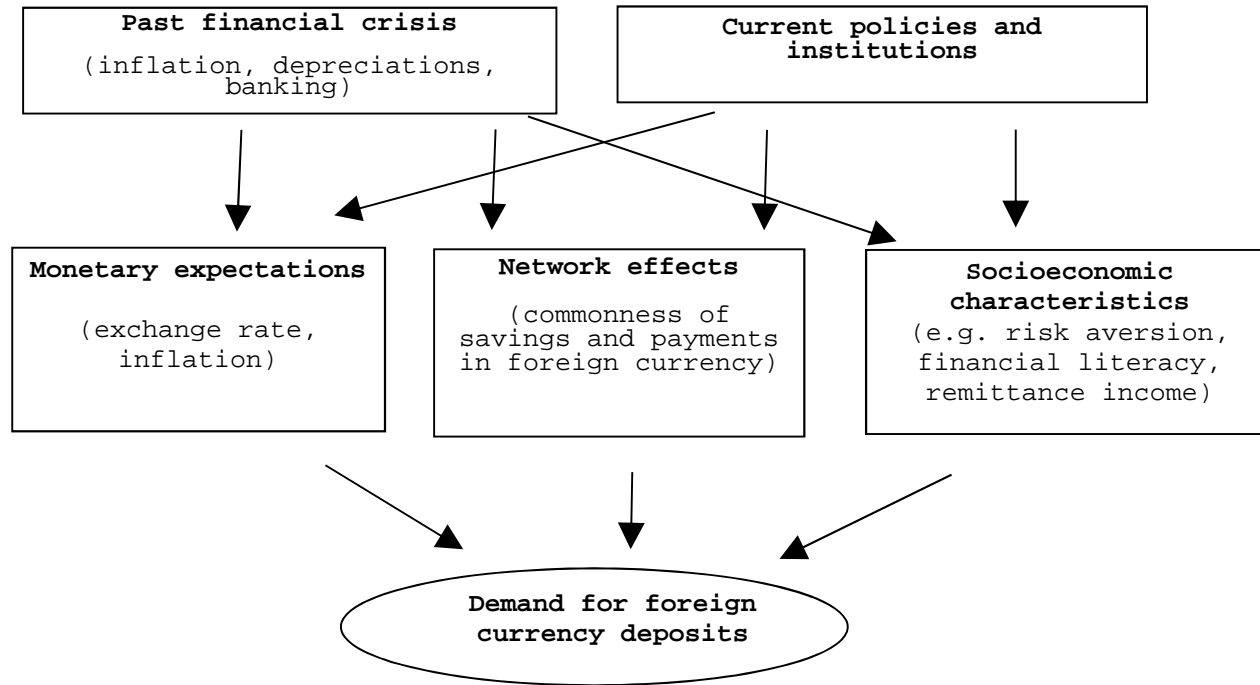 Past financial crisis
(inflation, depreciations,
banking)
Current policies and
institutions
Monetary expectations
(exchange rate,
inflation)
Network effects
(commonness of
savings and payments
in foreign currency)
Socioeconomic
characteristics
(e.g. risk aversion,
financial literacy,
remittance income)
Demand for foreign
currency deposits